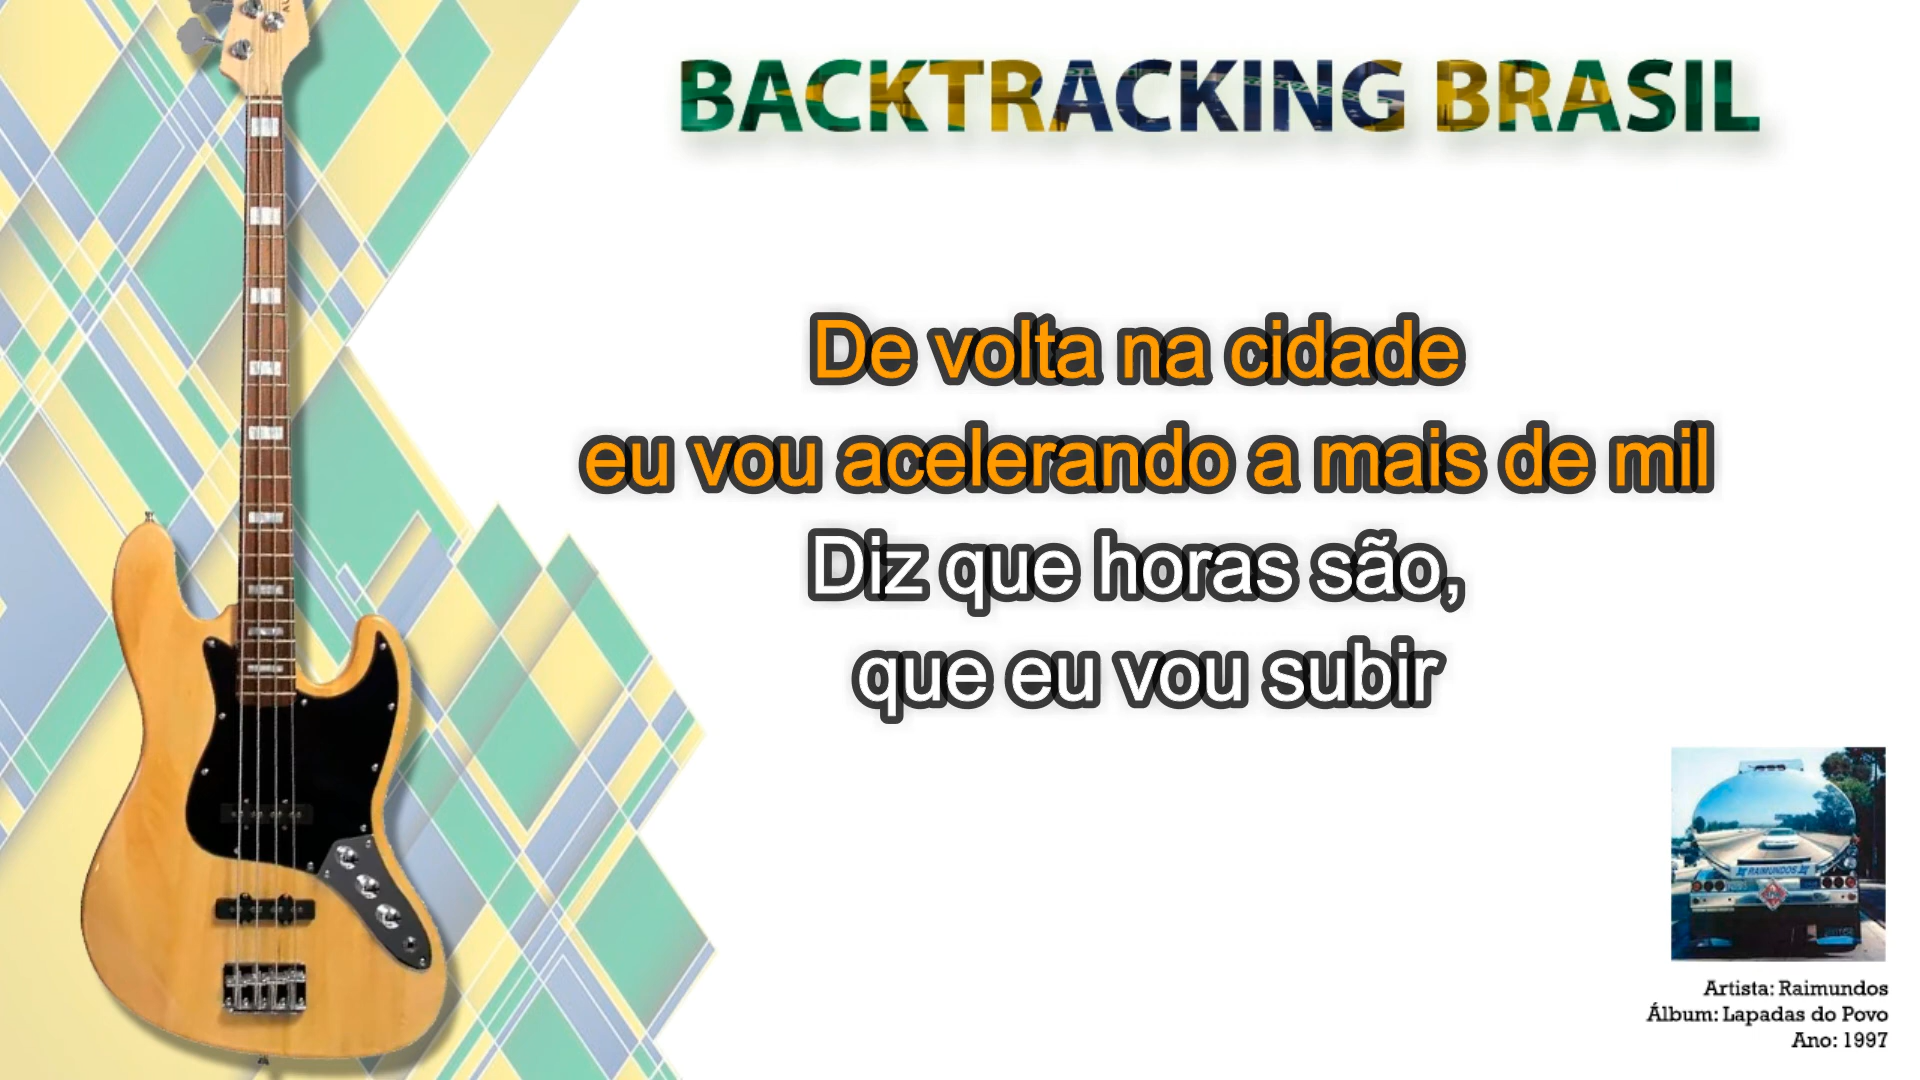 BACKTRACKING BRASIL
De volta na cidade
eu vou acelerando a mais de mil
Diz que horas são,
que eu vou subir
RAIMUNDOS
Artista: Raimundos
Álbum: Lapadas do Povo
Ano: 1997